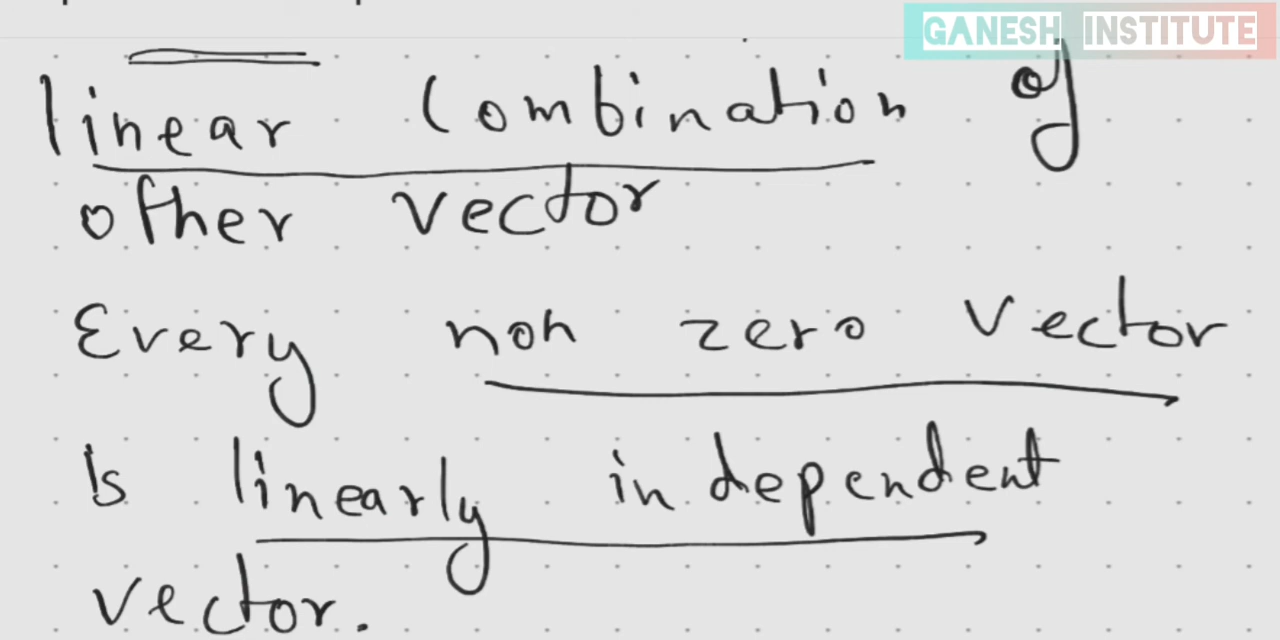 GANESH INSTITUTE
linear Combination of
other vector
Every non zero vector
is linearly independent
vector.